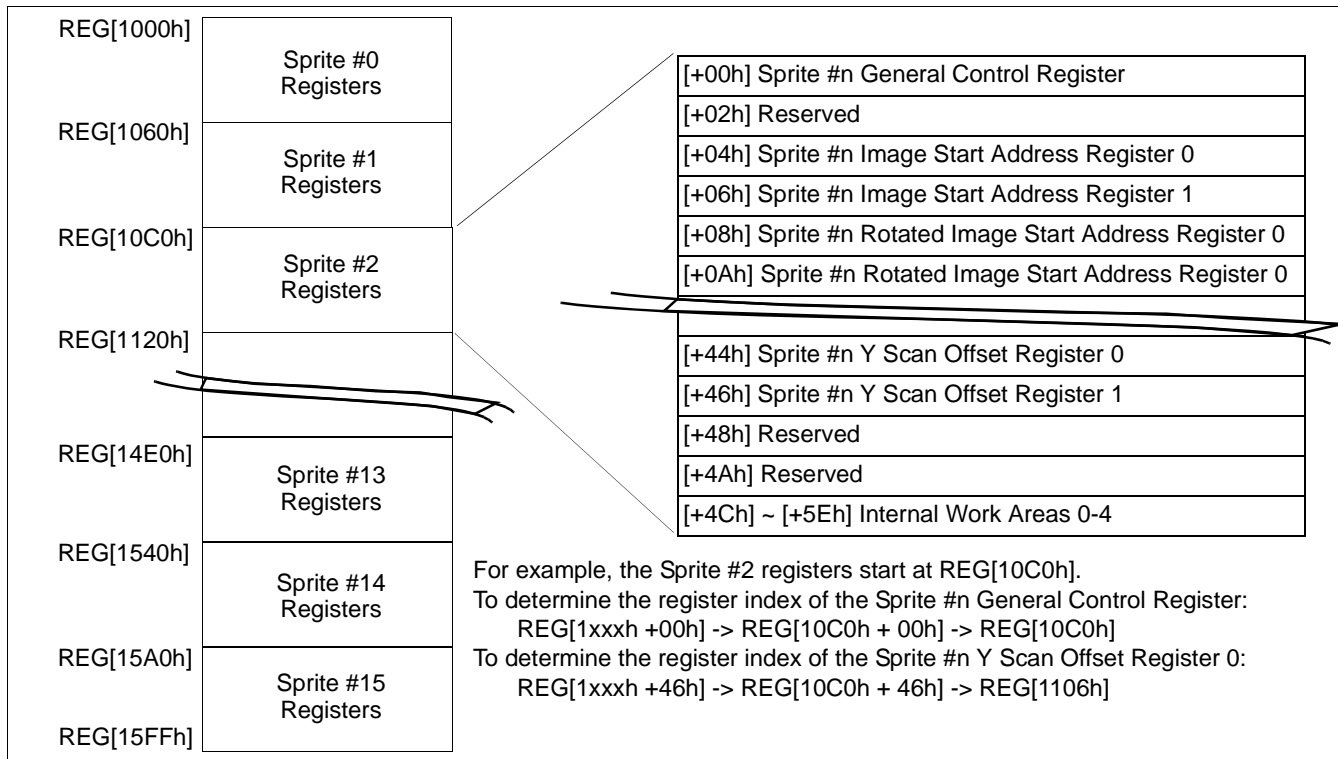 REG[1000h]
Sprite #0
Registers
REG[1060h]
Sprite #1
Registers
REG[10C0h]
Sprite #2
Registers
REG[1120h]
REG[14E0h]
Sprite #13
Registers
REG[1540h]
Sprite #14
Registers
REG[15A0h]
Sprite #15
Registers
REG[15FFh]
[+00h] Sprite #n General Control Register
[+02h] Reserved
[+04h] Sprite #n Image Start Address Register 0
[+06h] Sprite #n Image Start Address Register 1
[+08h] Sprite #n Rotated Image Start Address Register 0
[+0Ah] Sprite #n Rotated Image Start Address Register 0
[+44h] Sprite #n Y Scan Offset Register 0
[+46h] Sprite #n Y Scan Offset Register 1
[+48h] Reserved
[+4Ah] Reserved
[+4Ch] ~ [+5Eh] Internal Work Areas 0-4
For example, the Sprite #2 registers start at REG[10C0h].
To determine the register index of the Sprite #n General Control Register:
REG[1xxxh +00h] -> REG[10C0h + 00h] -> REG[10C0h]
To determine the register index of the Sprite #n Y Scan Offset Register 0:
REG[1xxxh +46h] -> REG[10C0h + 46h] -> REG[1106h]